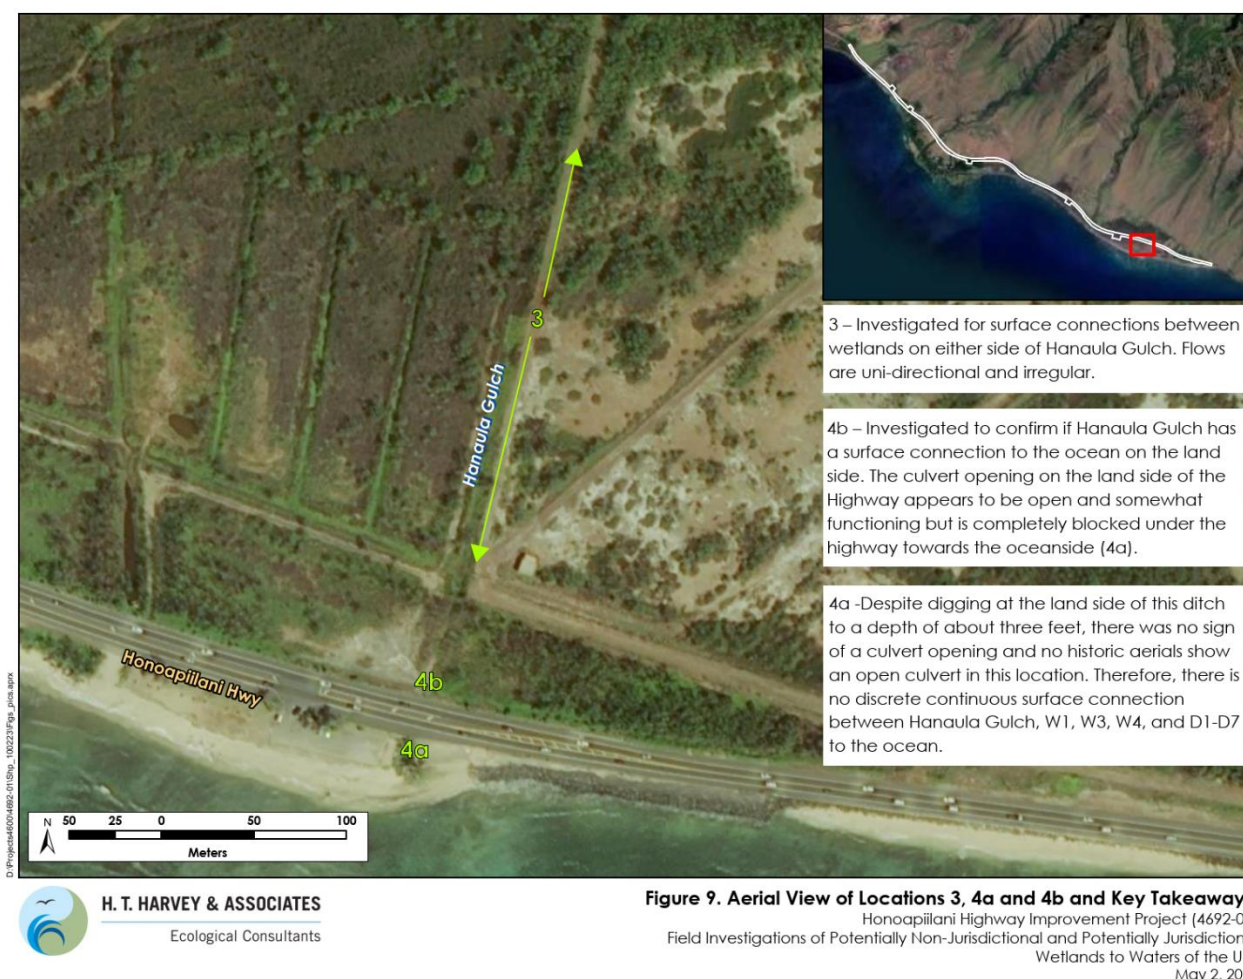 3 – Investigated for surface connections between
wetlands on either side of Hanaula Gulch. Flows
are uni-directional and irregular.
4b – Investigated to confirm if Hanaula Gulch has
a surface connection to the ocean on the land
side. The culvert opening on the land side of the
Highway appears to be open and somewhat
functioning but is completely blocked under the
highway towards the oceanside (4a).
4a -Despite digging at the land side of this ditch
to a depth of about three feet, there was no sign
of a culvert opening and no historic aerials show
an open culvert in this location. Therefore, there is
no discrete continuous surface connection
between Hanaula Gulch, W1, W3, W4, and D1-D7
to the ocean.
3
Hanaula Gulch
4b
Honoapiilani Hwy
4a
N
50 25 0 50 100
Meters
H. T. HARVEY & ASSOCIATES
Ecological Consultants
Figure 9. Aerial View of Locations 3, 4a and 4b and Key Takeaway
Honoapiilani Highway Improvement Project (4692-0
Field Investigations of Potentially Non-Jurisdictional and Potentially Jurisdiction
Wetlands to Waters of the U
May 2, 20